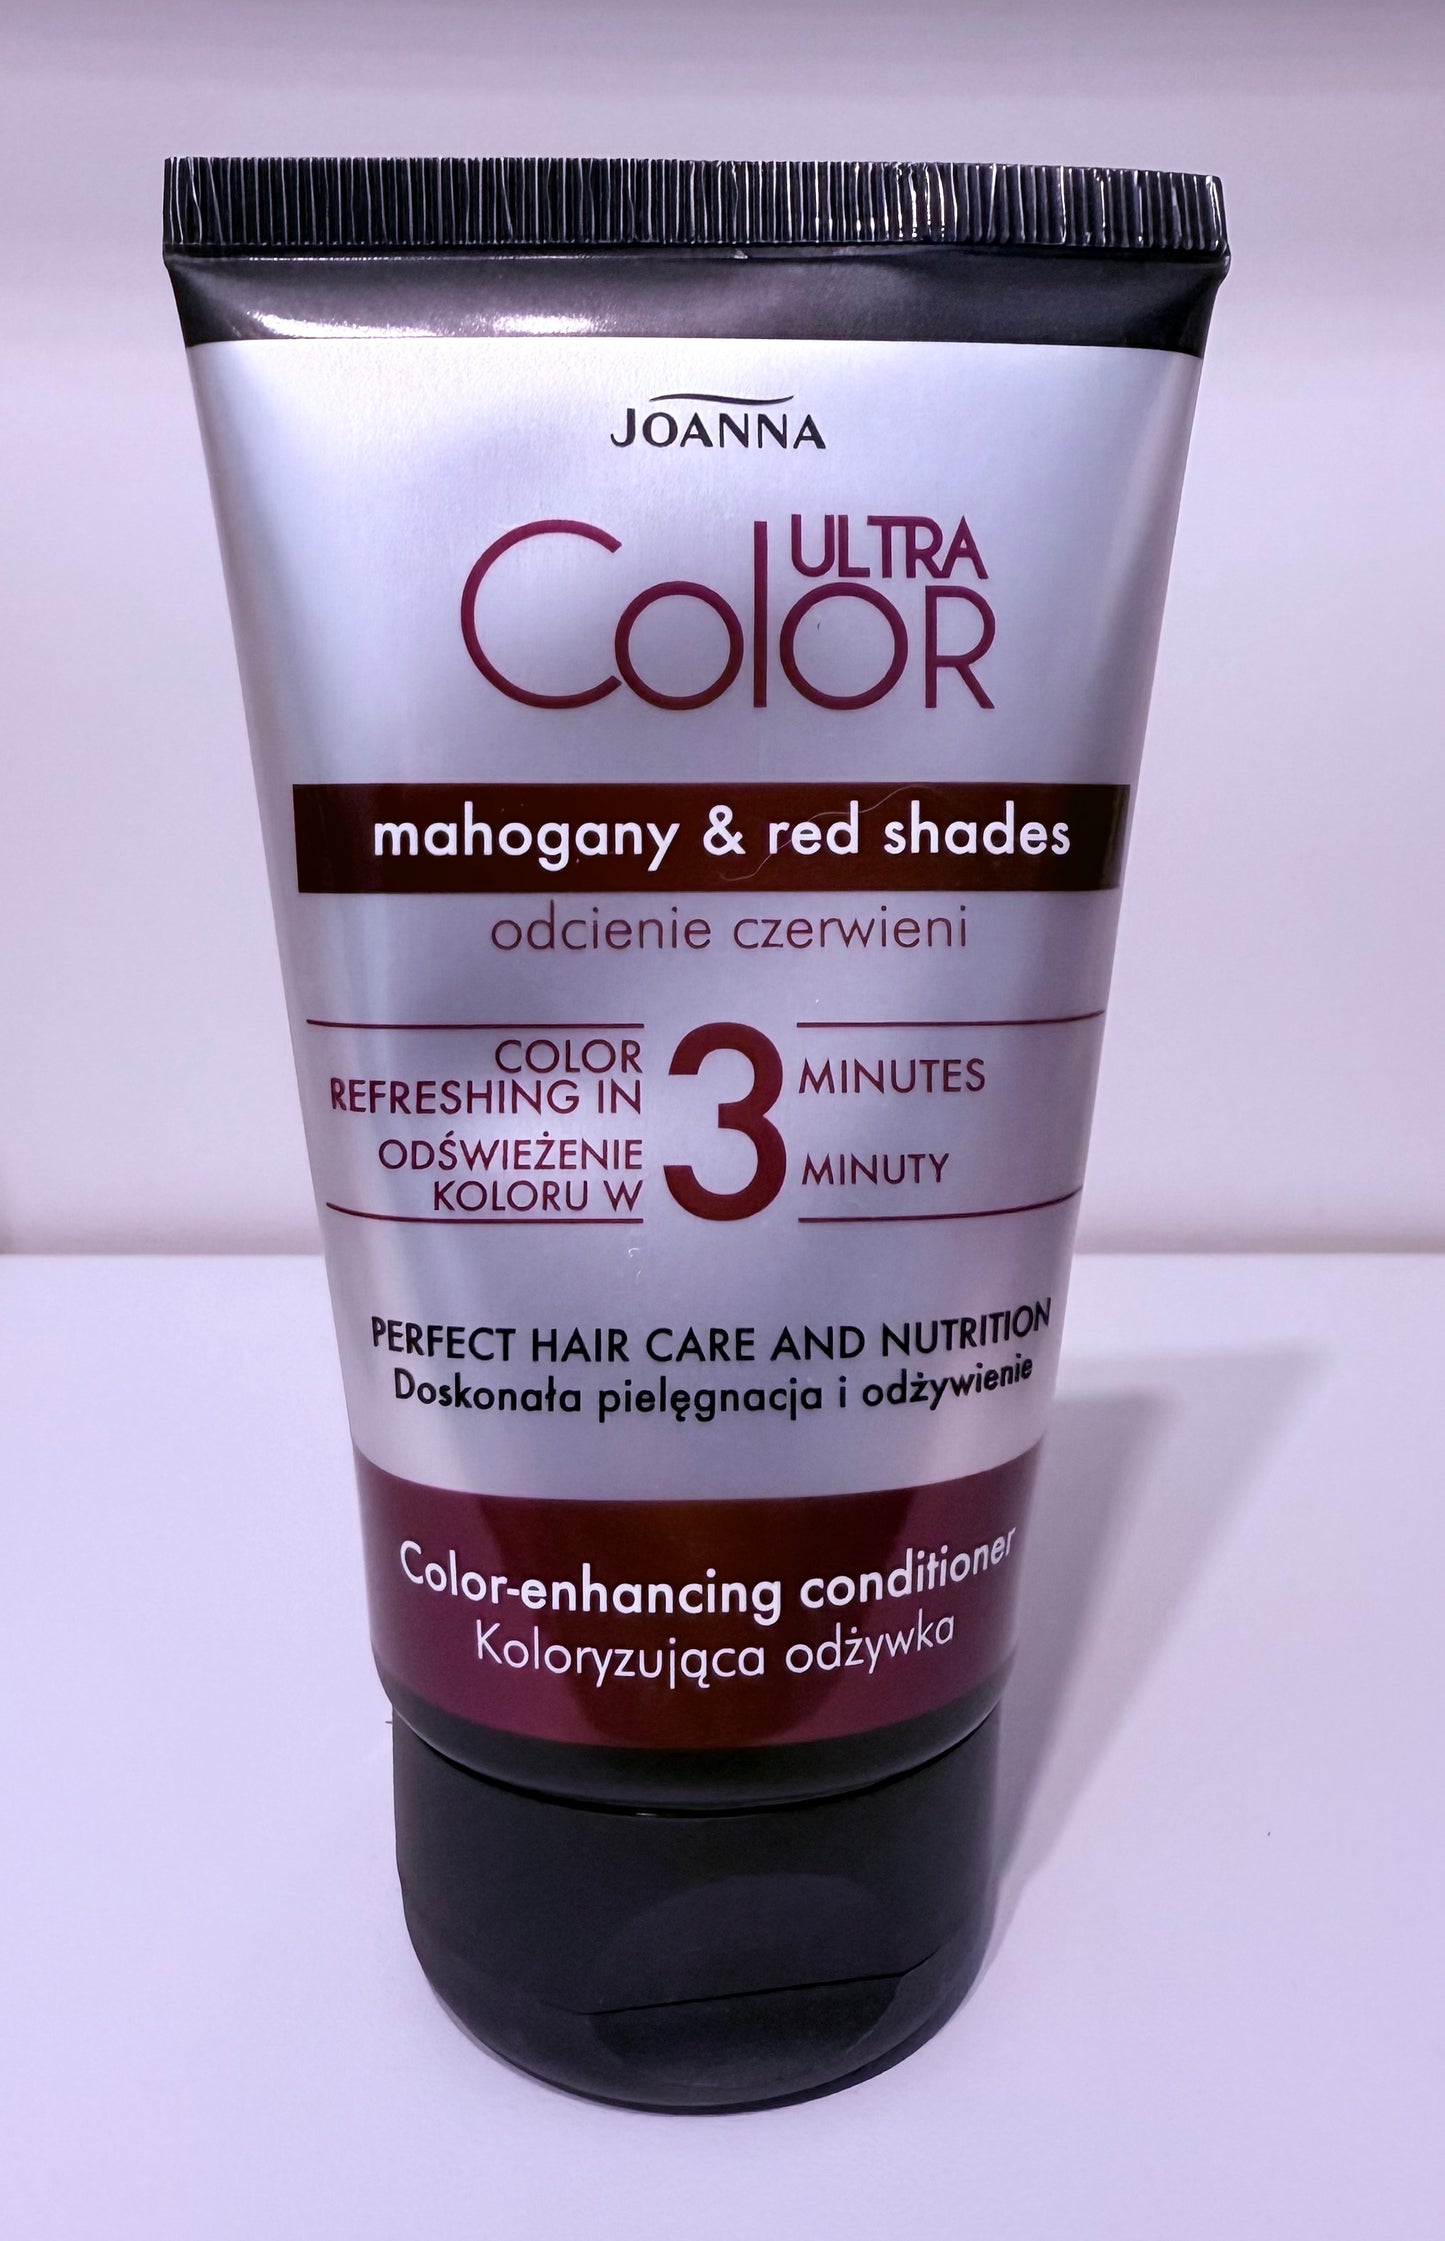 JOANNA
ULTRA
ColOR
mahogany & red shades
odcienie czerwieni
COLOR
REFRESHING IN
ODŚWIEŻENIE
KOLORU W
3
MINUTES
MINUTY
PERFECT HAIR CARE AND NUTRITION
Doskonała pielęgnacja i odżywienie
Color-enhancing conditioner
Koloryzująca odżywka